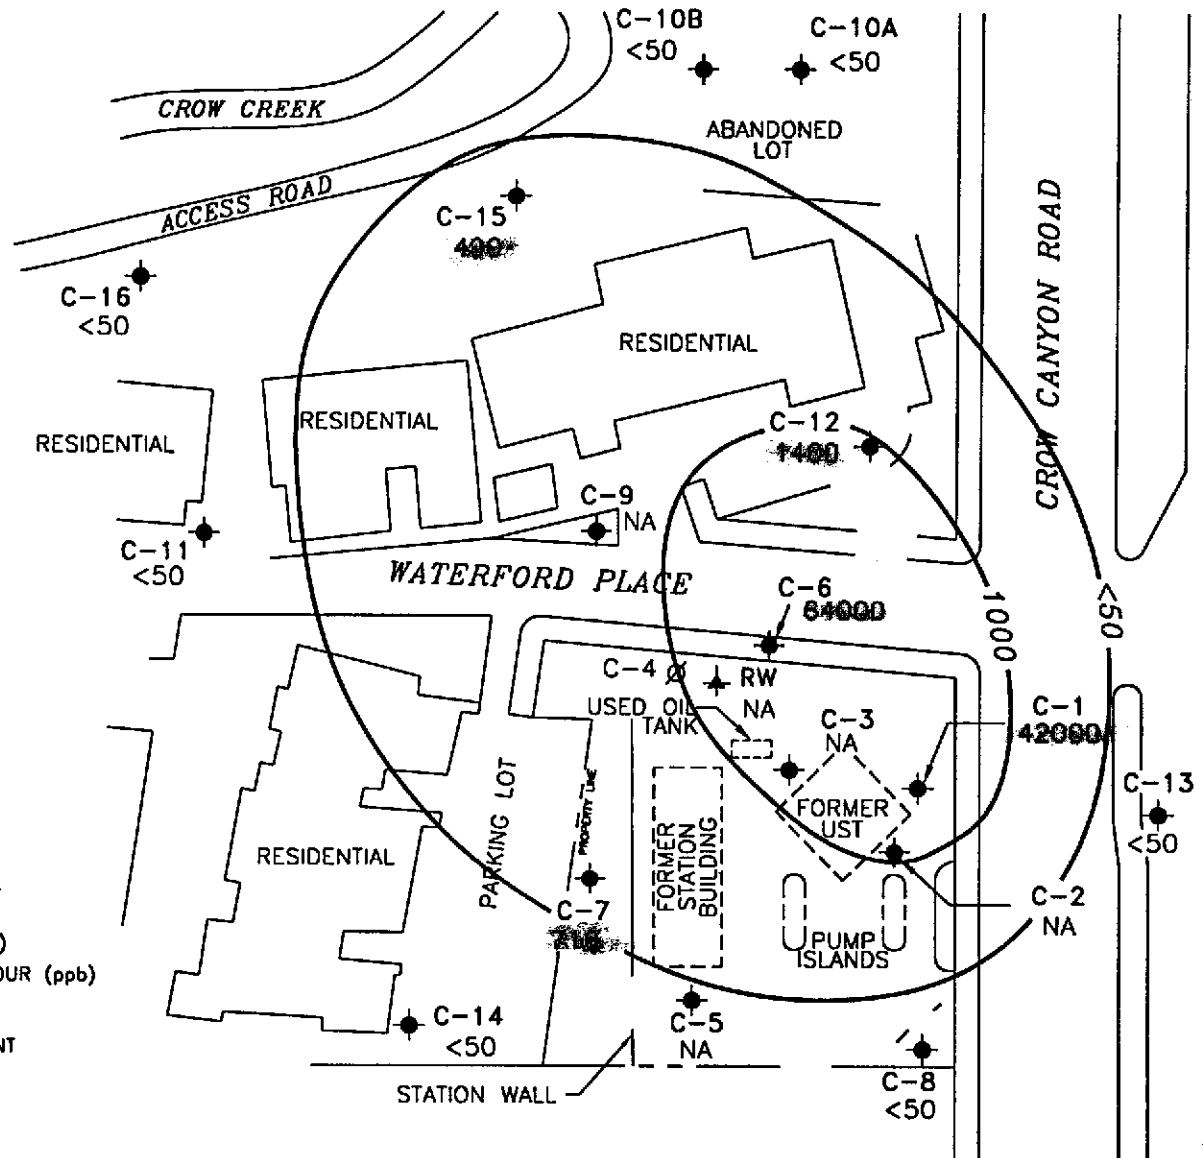 C-10B
<50
C-10A
<50
CROW CREEK
ABANDONED
LOT
ACCESS ROAD
C-15
C-16
<50
CROW CANYON ROAD
RESIDENTIAL
RESIDENTIAL
RESIDENTIAL
C-12
1400
C-9
NA
C-11
<50
WATERFORD PLACE
C-6
64000
1000
<50
C-4
RW
NA
USED OIL
TANK
C-3
NA
C-1
42000
C-13
<50
PROPERTY LINE
PARKING LOT
FORMER
UST
FORMER
STATION
BUILDING
RESIDENTIAL
C-7
C-2
NA
PUMP
ISLANDS
OUR (ppb)
C-14
<50
C-5
NA
NT
C-8
<50
STATION WALL